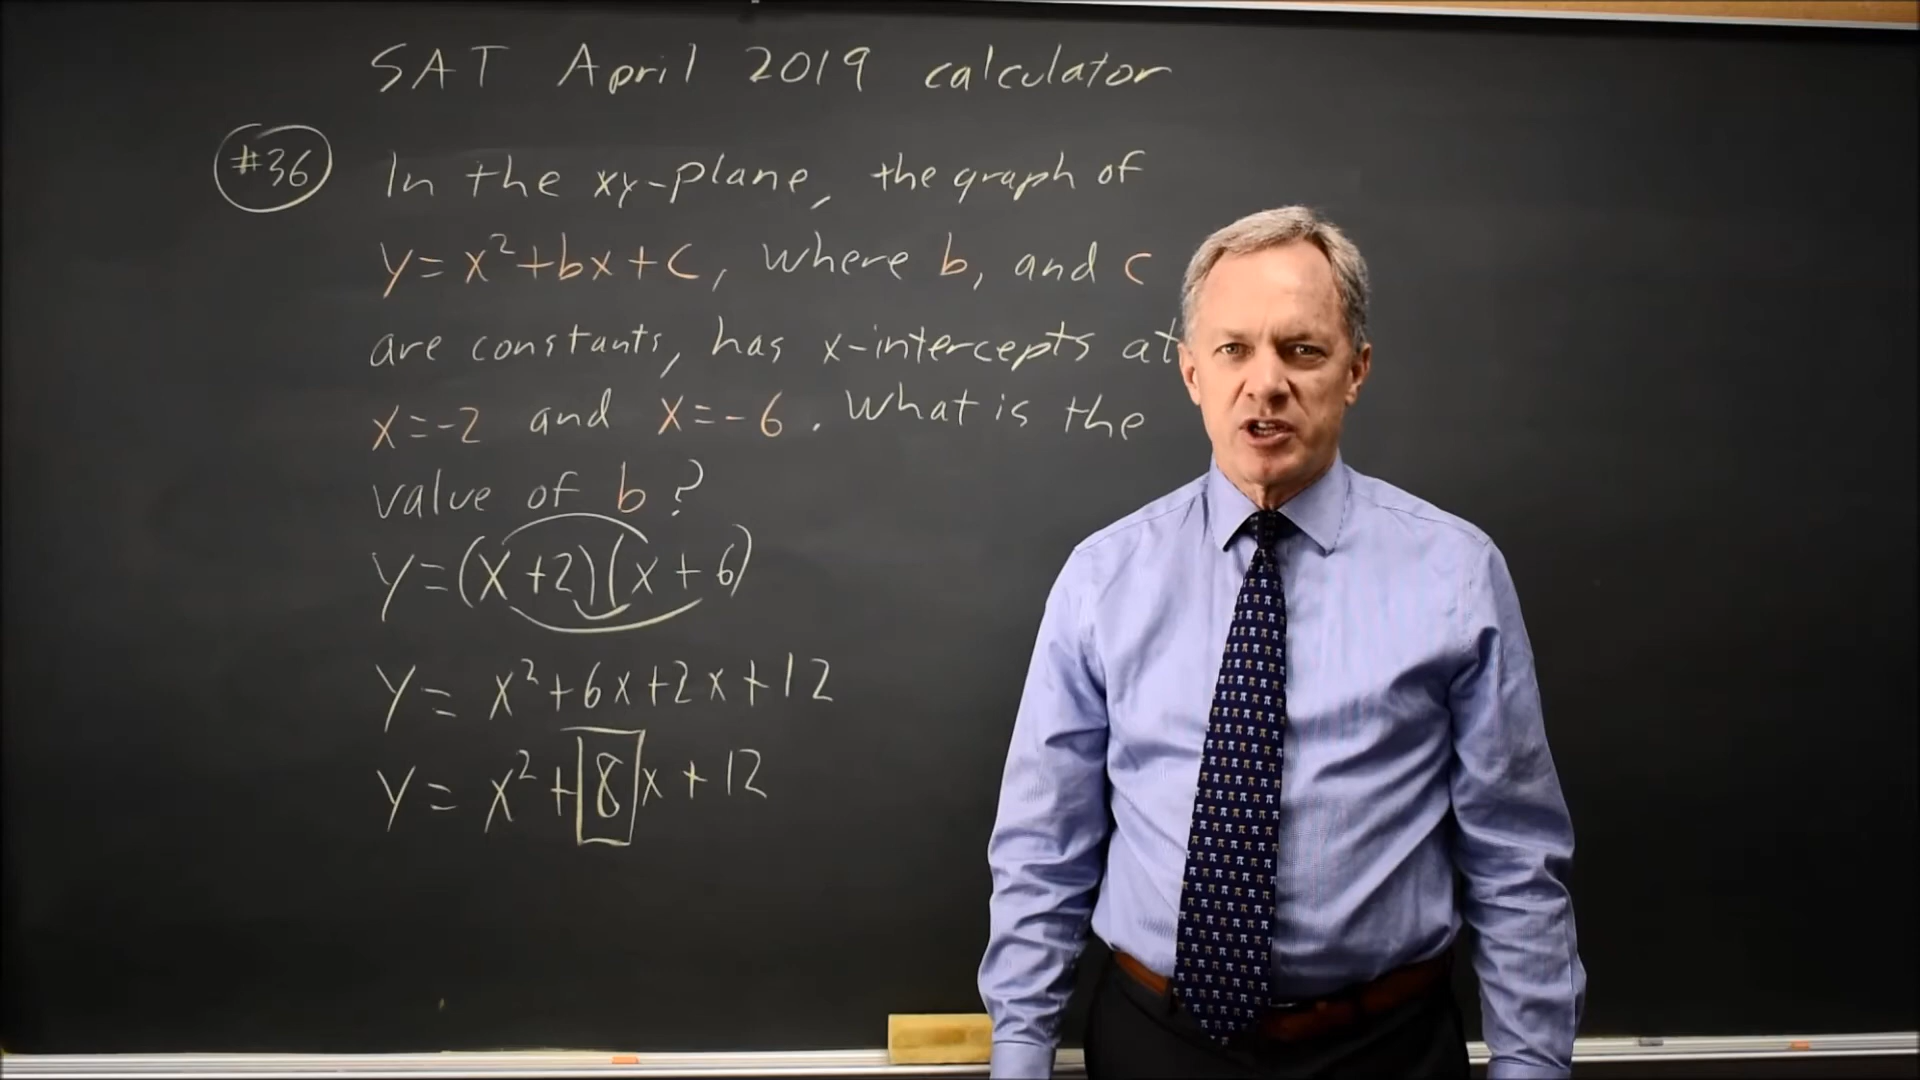 SAT April 2019 calculator
#36 In the xy-plane, the graph of
y=x²+bx+c, where b, and c
are constants, has x-intercepts at
x=-2 and x=-6. What is the
value of b?
y=(x+2)(x+6)
y=x²+6x+2x+12
y=x²+8x+12